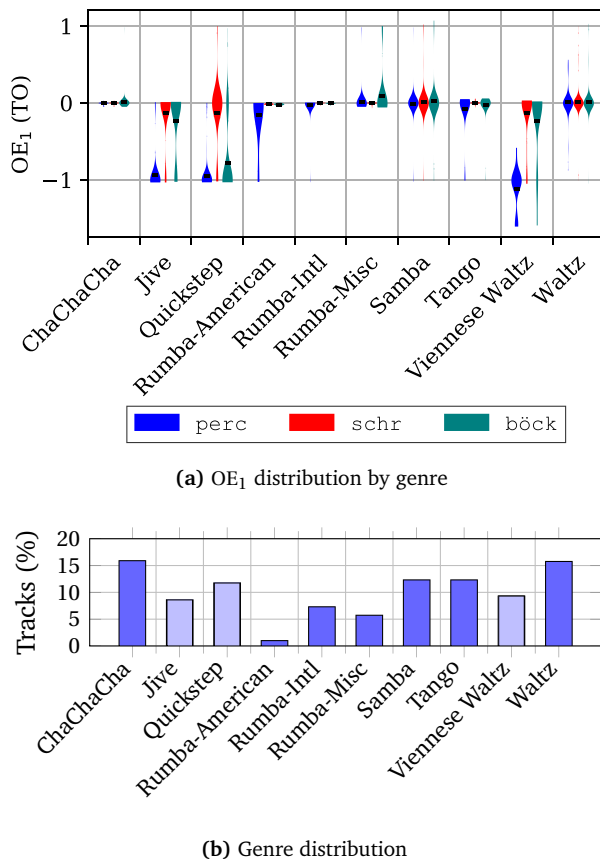 OE1 (TO)
1
0
−1
ChaChaCha
Jive
Quickstep
Rumba-American
Rumba-Intl
Rumba-Misc
Samba
Tango
Viennese Waltz
Waltz
perc schr böck
(a) OE1 distribution by genre
Tracks (%)
20
15
10
5
0
ChaChaCha
Jive
Quickstep
Rumba-American
Rumba-Intl
Rumba-Misc
Samba
Tango
Viennese Waltz
Waltz
(b) Genre distribution